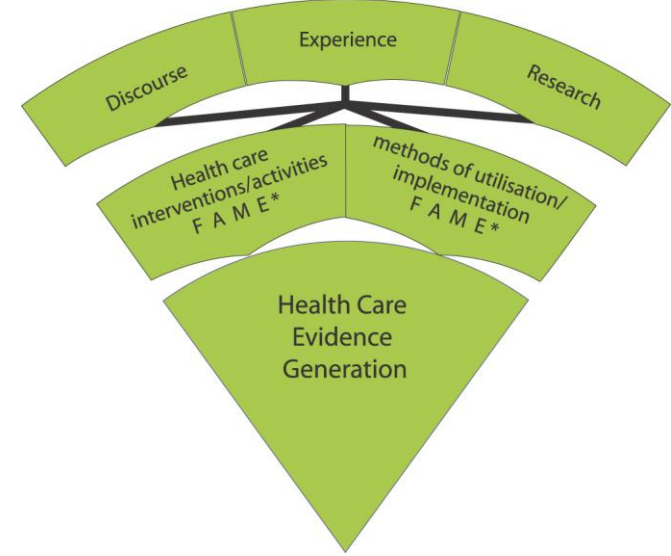 Discourse
Experience
Research
Health care
interventions/activities
F A M E*
methods of utilisation/
implementation
F A M E*
Health Care
Evidence
Generation